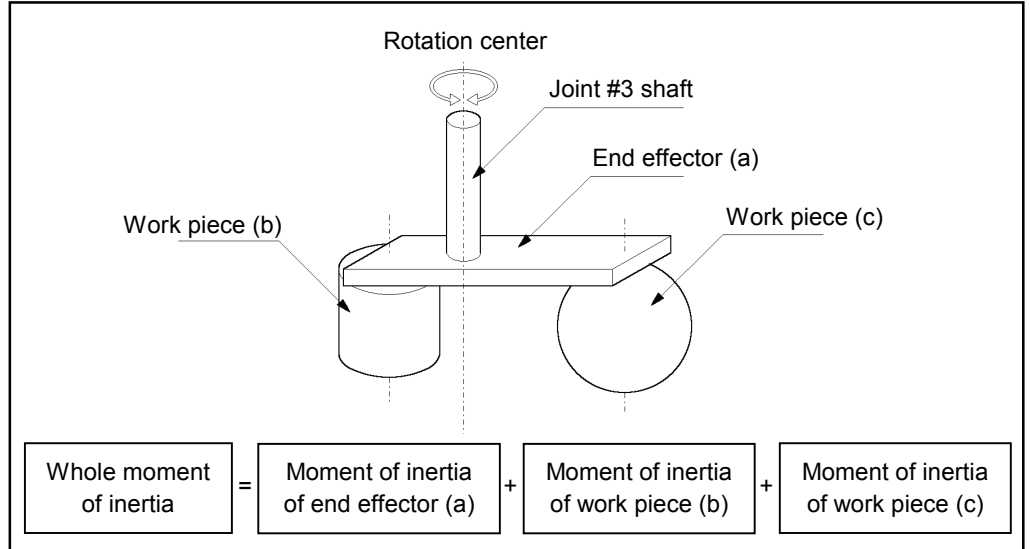 Rotation center
Joint #3 shaft
End effector (a)
Work piece (b)
Work piece (c)
Whole moment
of inertia
=
Moment of inertia
of end effector (a)
+
Moment of inertia
of work piece (b)
+
Moment of inertia
of work piece (c)